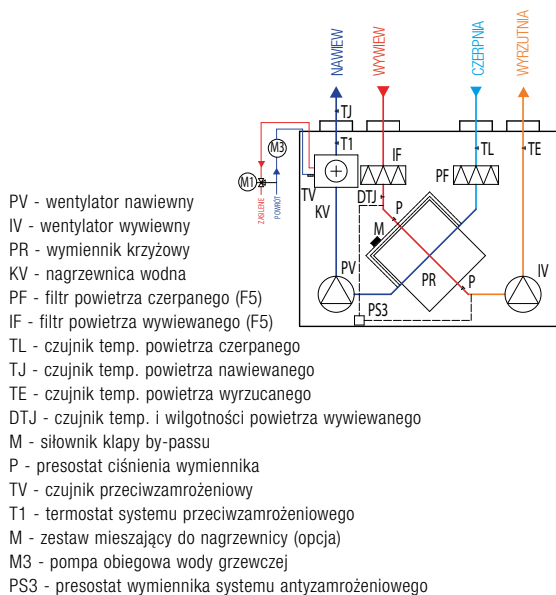 NAWIEW
WYWIEW
CZERPNIA
WYRZUTNIA
TJ
T1
IF
TL
TE
PF
M3
M1
TV
KV
DTJ
P
M
ZASILENIE
POWRÓT
PV
PR
P
IV
PS3
PV - wentylator nawiewny
IV - wentylator wywiewny
PR - wymiennik krzyżowy
KV - nagrzewnica wodna
PF - filtr powietrza czerpanego (F5)
IF - filtr powietrza wywiewanego (F5)
TL - czujnik temp. powietrza czerpanego
TJ - czujnik temp. powietrza nawiewanego
TE - czujnik temp. powietrza wyrzucanego
DTJ - czujnik temp. i wilgotności powietrza wywiewanego
M - siłownik klapy by-passu
P - presostat ciśnienia wymiennika
TV - czujnik przeciwzamrożeniowy
T1 - termostat systemu przeciwzamrożeniowego
M - zestaw mieszający do nagrzewnicy (opcja)
M3 - pompa obiegowa wody grzewczej
PS3 - presostat wymiennika systemu antyzamrożeniowego